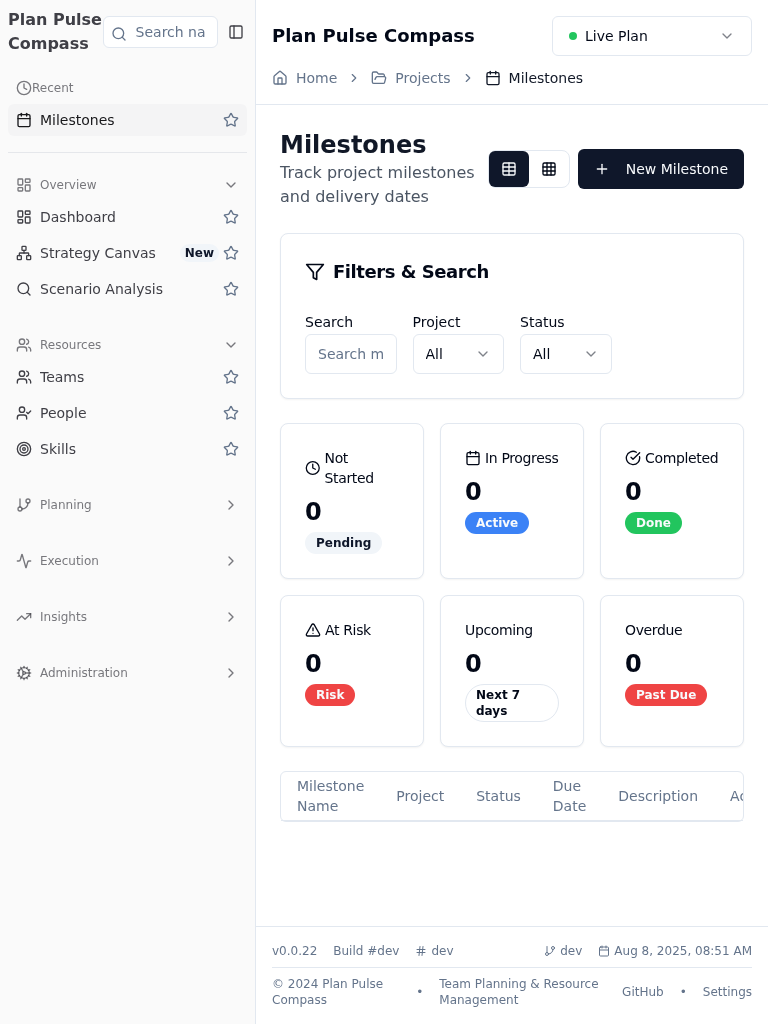 Plan Pulse
Compass
Search na
Recent
Milestones
Overview
Dashboard
Strategy Canvas New
Scenario Analysis
Resources
Teams
People
Skills
Planning
Execution
Insights
Administration
Plan Pulse Compass
Live Plan
Home
Projects
Milestones
Milestones
Track project milestones
and delivery dates
New Milestone
Filters & Search
Search
Project
Status
Search m
All
All
Not
Started
0
Pending
In Progress
0
Active
Completed
0
Done
At Risk
0
Risk
Upcoming
0
Next 7
days
Overdue
0
Past Due
Milestone
Name
Project
Status
Due
Date
Description
v0.0.22
Build #dev
# dev
dev
Aug 8, 2025, 08:51 AM
© 2024 Plan Pulse
Compass
•
Team Planning & Resource
Management
GitHub
•
Settings